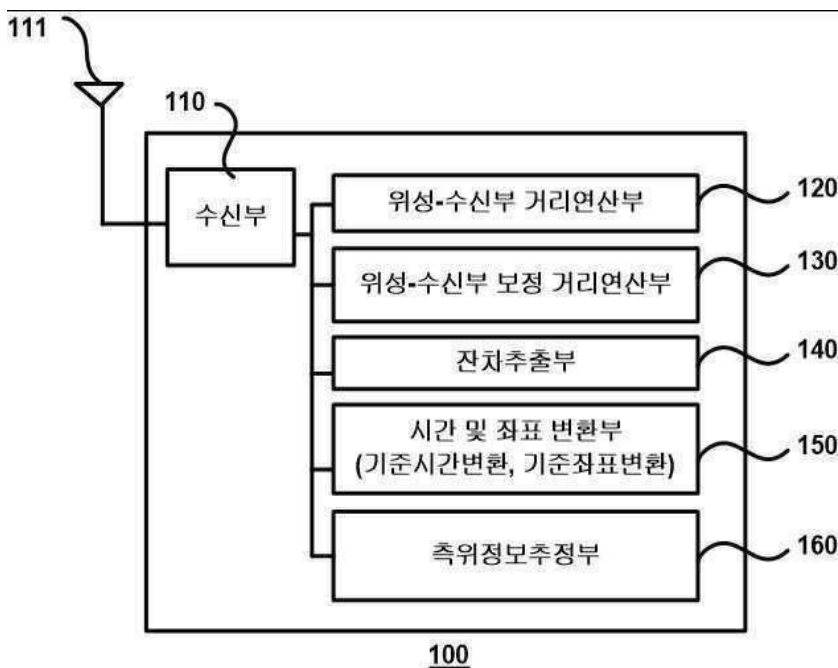 111
110
수신부
위성-수신부 거리연산부
120
위성-수신부 보정 거리연산부
130
잔차추출부
140
시간 및 좌표 변환부
(기준시간변환, 기준좌표변환)
150
측위정보추정부
160
100